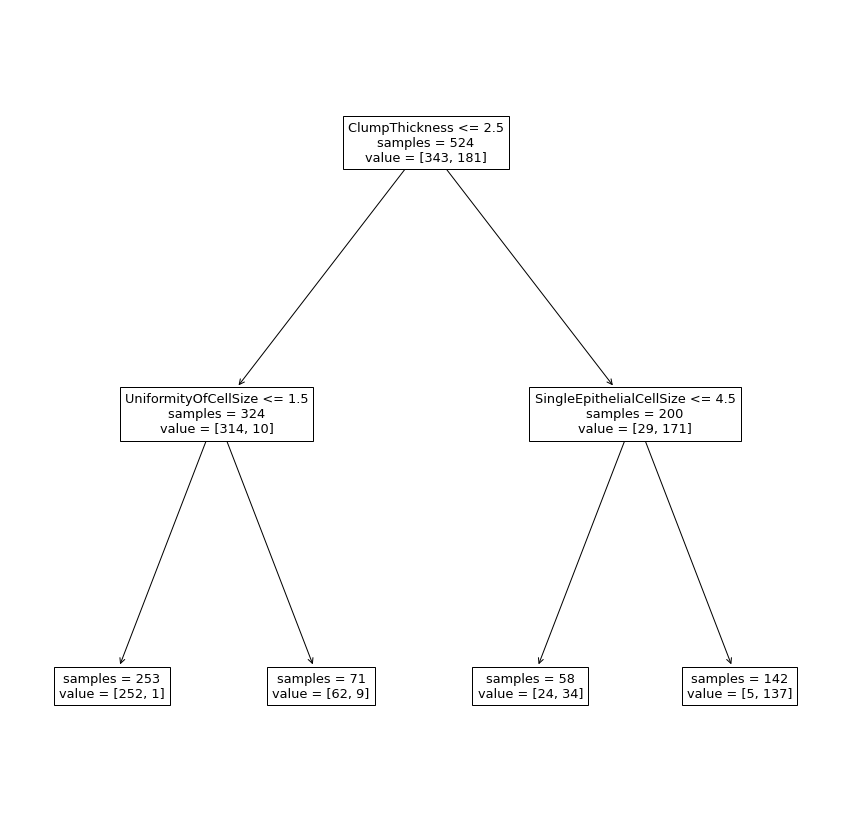 ClumpThickness <= 2.5
samples = 524
value = [343, 181]
UniformityOfCellSize <= 1.5
samples = 324
value = [314, 10]
SingleEpithelialCellSize <= 4.5
samples = 200
value = [29, 171]
samples = 253
value = [252, 1]
samples = 71
value = [62, 9]
samples = 58
value = [24, 34]
samples = 142
value = [5, 137]